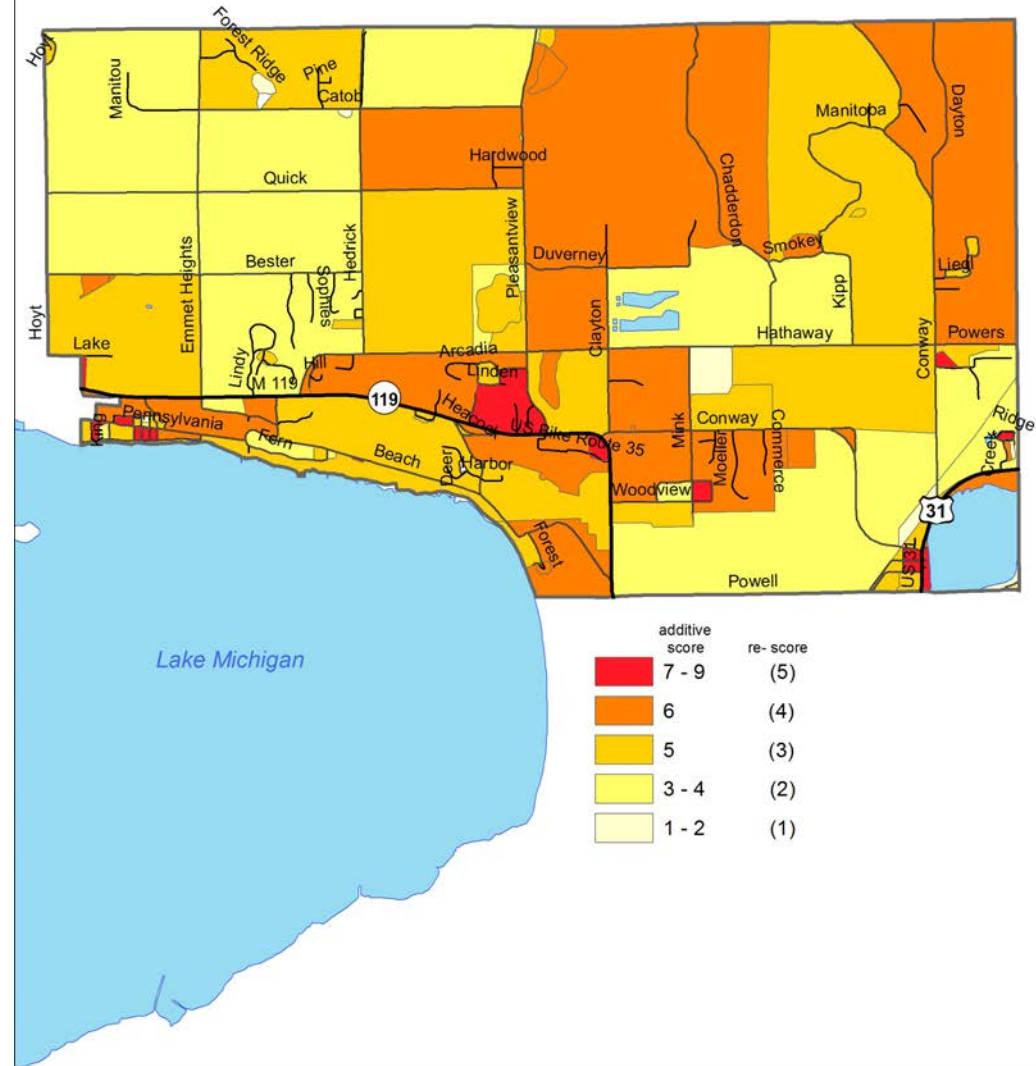 Hoyt
Forest Ridge
Pine
Catob
Manitou
Manitoba
Dayton
Hardwood
Quick
Chadderdon
Smokey
Duverney
Pleasantview
Bester
Hedrick
Sophies
Emmet Heights
Liegl
Kipp
Clayton
Hoyt
Hathaway
Powers
Conway
Lake
Arcadia
Hill
Linden
Lindy
M 119
119
Heacock
US Bike Route 35
Conway
Mink
Moeller
Commerce
Ridge
Creek
King
Pennsylvania
Fern
Beach
Deer
Harbor
Woodview
31
US 31
Forest
Powell
Lake Michigan
additive
score
re- score
7 - 9 (5)
6 (4)
5 (3)
3 - 4 (2)
1 - 2 (1)